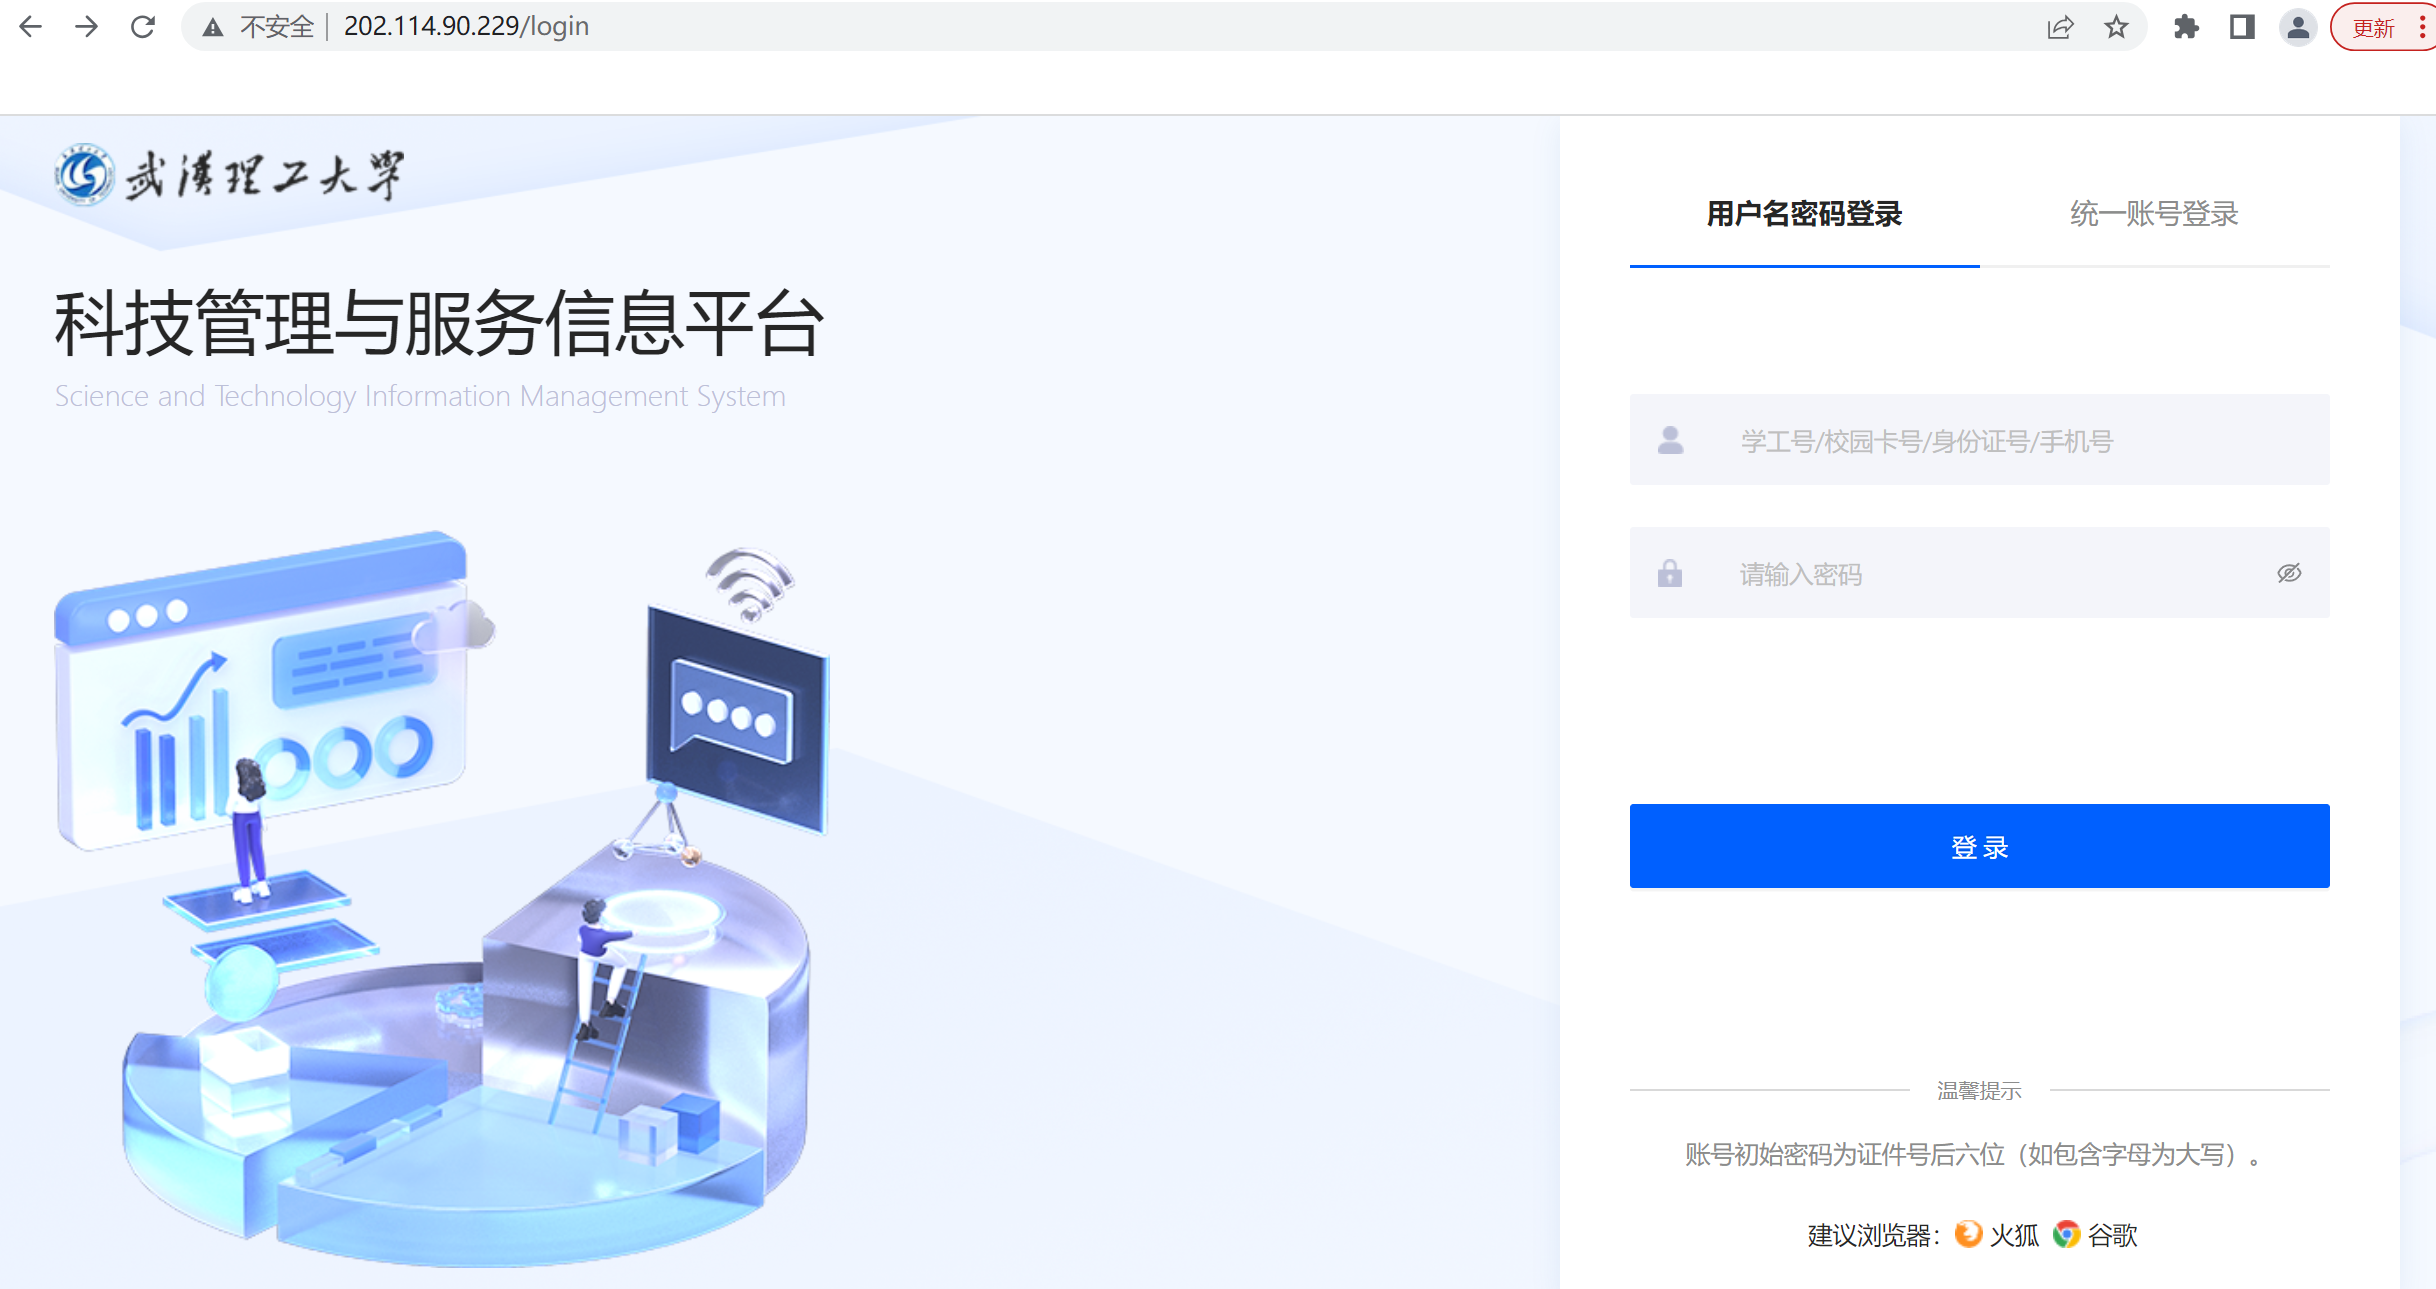 不安全 | 202.114.90.229/login
更新
武漢理工大學
科技管理与服务信息平台
Science and Technology Information Management System
用户名密码登录
统一账号登录
学工号/校园卡号/身份证号/手机号
请输入密码
登录
温馨提示
账号初始密码为证件号后六位（如包含字母为大写）。
建议浏览器： 火狐 谷歌